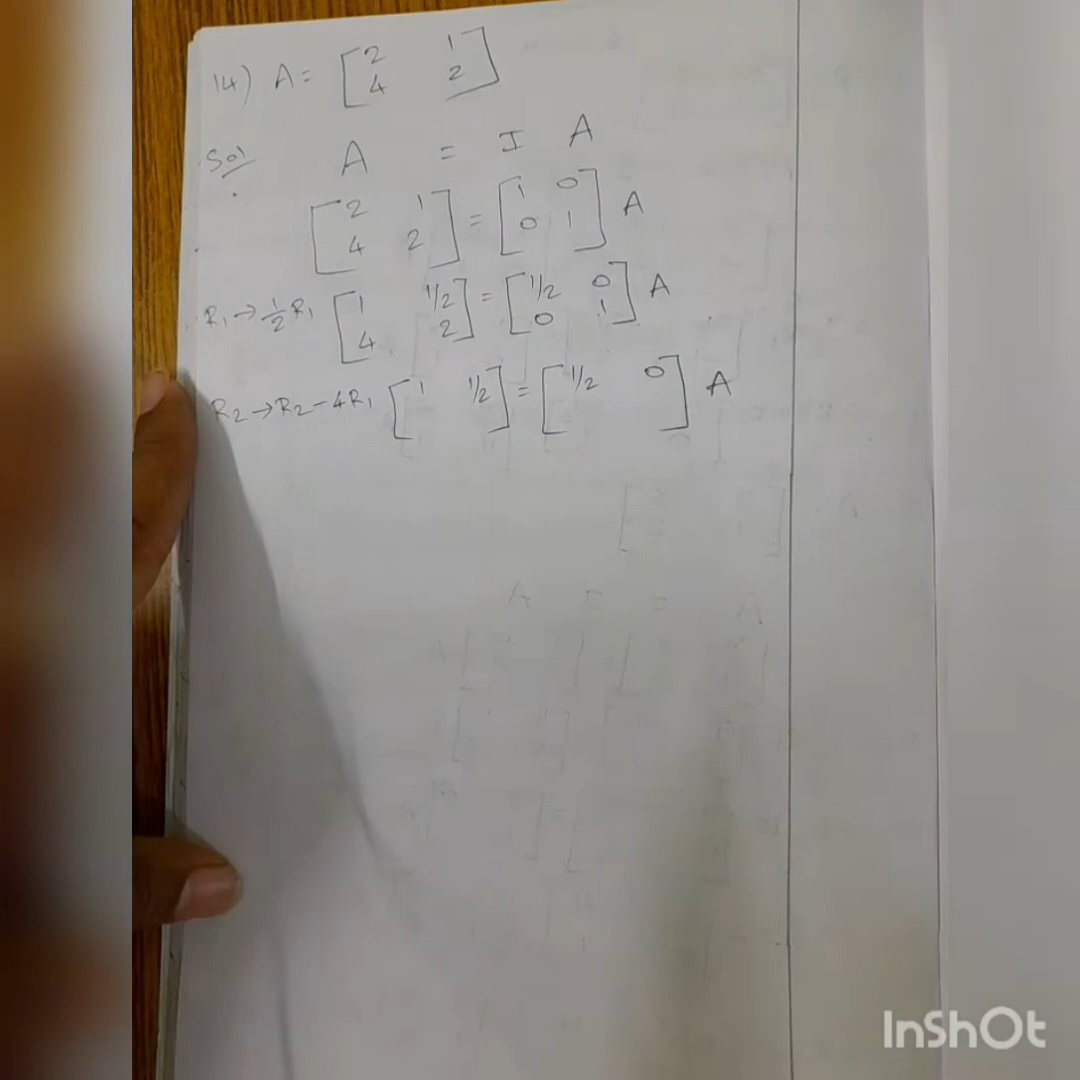 14) A = [2 1
4 2]
Sol A = I A
[2 1
4 2] = [1 0
0 1] A
R1 → 1/2 R1 [1 1/2
4 2] = [1/2 0
0 1] A
R2 → R2 - 4R1 [1 1/2] = [1/2 0] A
InShOt